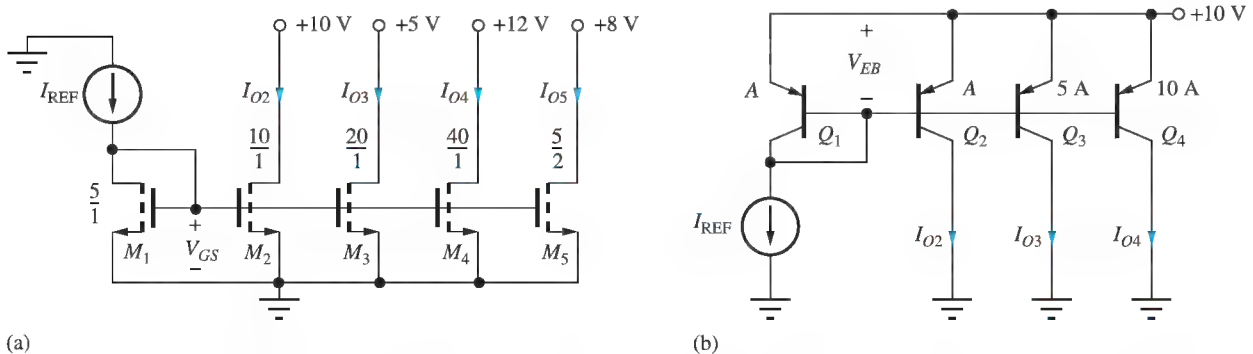 +10 V +5 V +12 V +8 V
I_REF
I_O2 I_O3 I_O4 I_O5
10/1 20/1 40/1 5/2
5/1
+
V_GS
−
M_1 M_2 M_3 M_4 M_5
(a)
+10 V
+
V_EB
−
A A 5 A 10 A
Q_1 Q_2 Q_3 Q_4
I_REF
I_O2 I_O3 I_O4
(b)